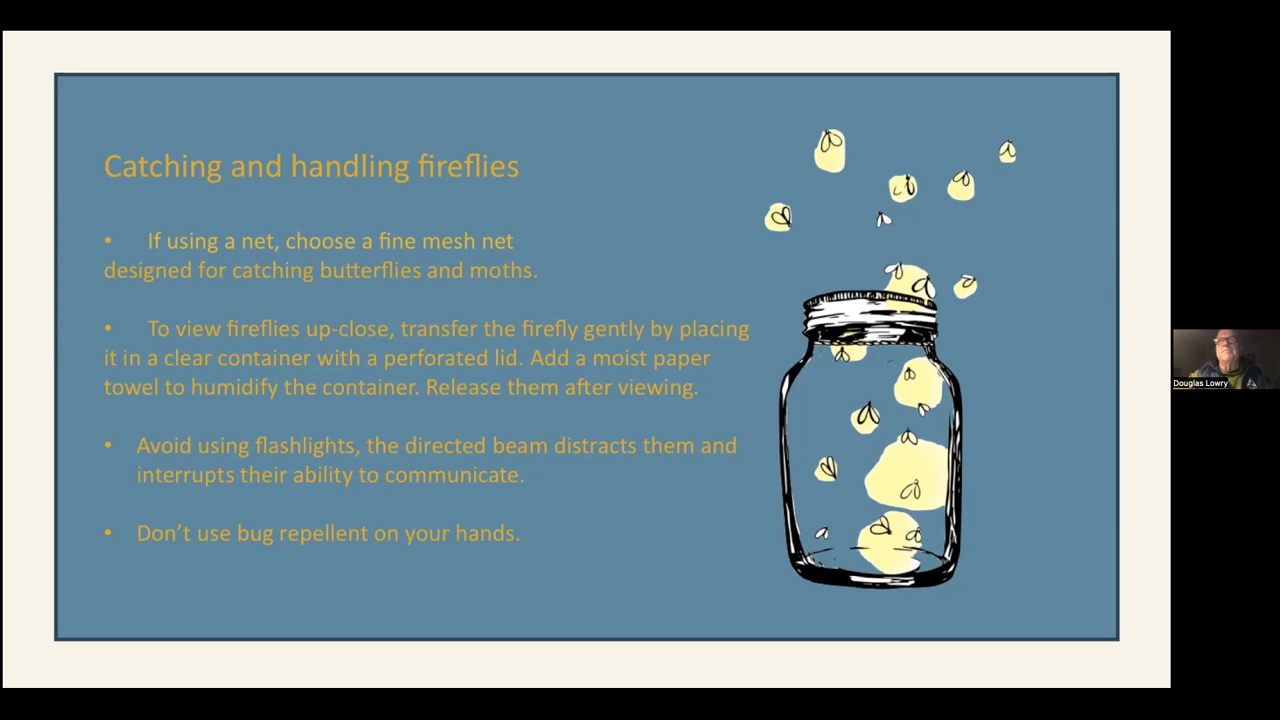 Catching and handling fireflies
• If using a net, choose a fine mesh net
designed for catching butterflies and moths.
• To view fireflies up-close, transfer the firefly gently by placing
it in a clear container with a perforated lid. Add a moist paper
towel to humidify the container. Release them after viewing.
• Avoid using flashlights, the directed beam distracts them and
interrupts their ability to communicate.
• Don’t use bug repellent on your hands.
Douglas Lowry